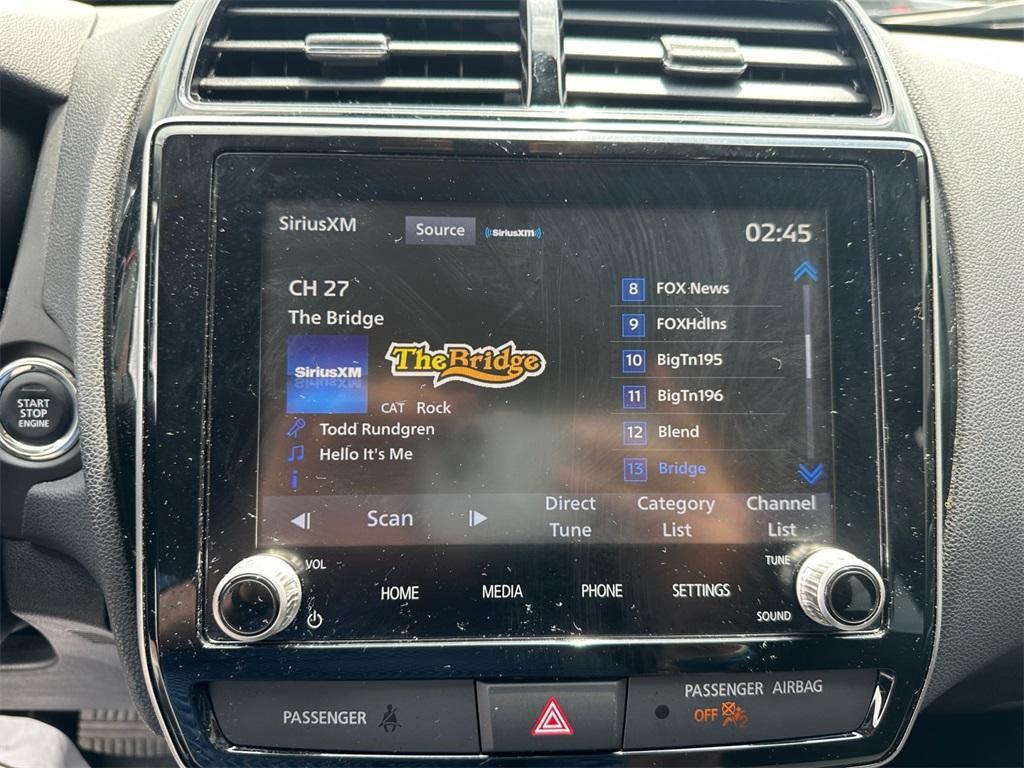 SiriusXM
Source
SiriusXM
02:45
CH 27
The Bridge
SiriusXM
TheBridge
CAT Rock
Todd Rundgren
Hello It's Me
8 FOX News
9 FOXHdlns
10 BigTn195
11 BigTn196
12 Blend
13 Bridge
Scan
Direct
Tune
Category
List
Channel
List
VOL
HOME
MEDIA
PHONE
SETTINGS
TUNE
SOUND
START
STOP
ENGINE
PASSENGER
PASSENGER AIRBAG
OFF